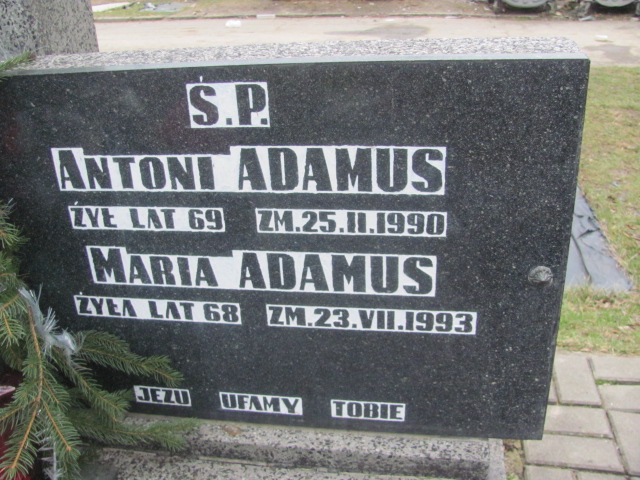 Ś.P.
ANTONI ADAMUS
ŻYŁ LAT 69 ZM.25.II.1990
MARIA ADAMUS
ŻYŁA LAT 68 ZM.23.VII.1993
JEZU UFAMY TOBIE